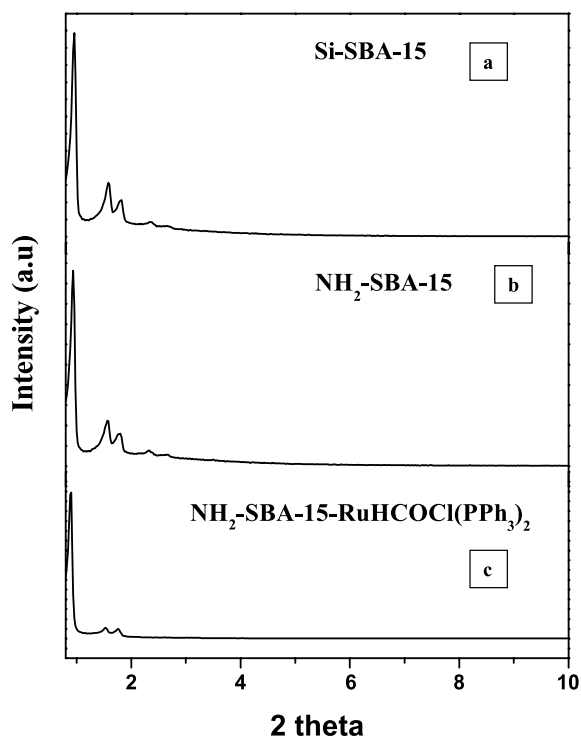 Si-SBA-15
a
NH₂-SBA-15
b
NH₂-SBA-15-RuHCOCl(PPh₃)₂
c
Intensity (a.u)
2 4 6 8 10
2 theta